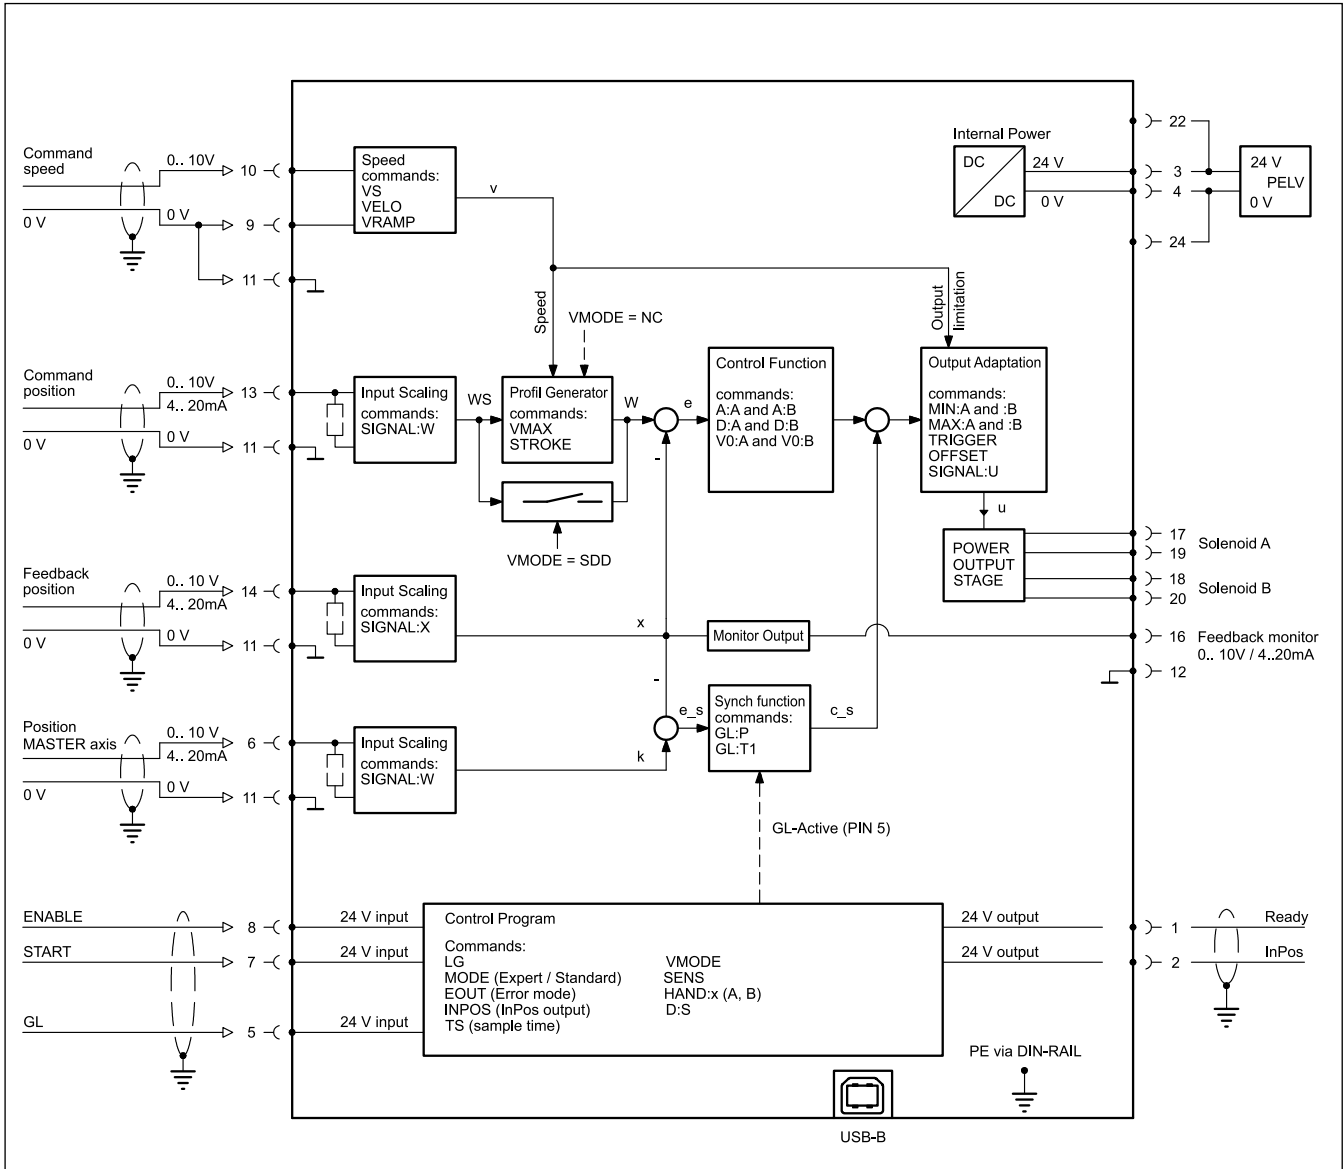 Command
speed
0.. 10V
10
0 V
0 V
9
11
Speed
commands:
VS
VELO
VRAMP
v
Internal Power
DC
DC
24 V
0 V
22
3
4
24
24 V
PELV
0 V
Speed
VMODE = NC
Output
limitation
Command
position
0.. 10V
4.. 20mA
13
0 V
0 V
11
Input Scaling
commands:
SIGNAL:W
WS
Profil Generator
commands:
VMAX
STROKE
W
e
-
Control Function
commands:
A:A and A:B
D:A and D:B
V0:A and V0:B
Output Adaptation
commands:
MIN:A and :B
MAX:A and :B
TRIGGER
OFFSET
SIGNAL:U
VMODE = SDD
u
POWER
OUTPUT
STAGE
17
19
Solenoid A
18
20
Solenoid B
Feedback
position
0.. 10 V
4.. 20mA
14
0 V
0 V
11
Input Scaling
commands:
SIGNAL:X
x
Monitor Output
16
Feedback monitor
0.. 10V / 4..20mA
12
-
Position
MASTER axis
0.. 10 V
4.. 20mA
6
0 V
0 V
11
Input Scaling
commands:
SIGNAL:W
k
e_s
Synch function
commands:
GL:P
GL:T1
c_s
GL-Active (PIN 5)
ENABLE
8
24 V input
START
7
24 V input
GL
5
24 V input
Control Program
Commands:
LG
MODE (Expert / Standard)
EOUT (Error mode)
INPOS (InPos output)
TS (sample time)
VMODE
SENS
HAND:x (A, B)
D:S
24 V output
1
Ready
24 V output
2
InPos
PE via DIN-RAIL
USB-B